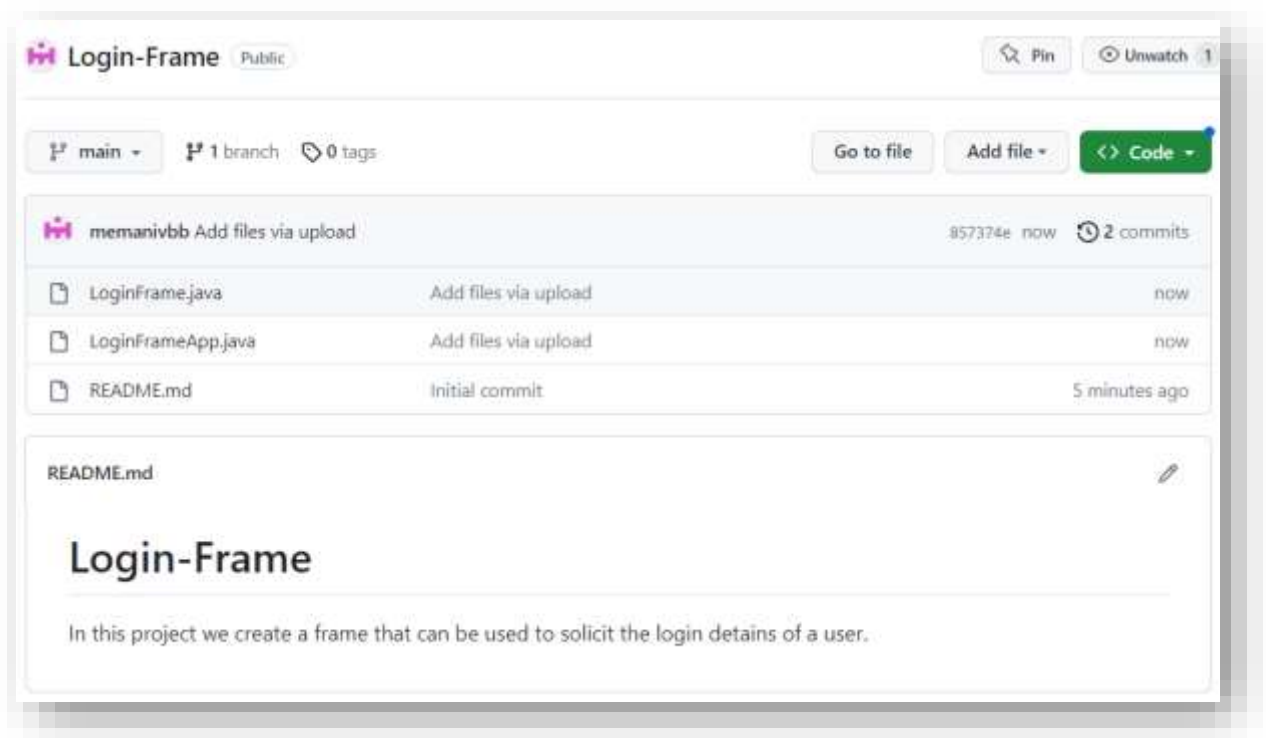 Login-Frame Public Pin Unwatch 1
main 1 branch 0 tags Go to file Add file <> Code
memanivbb Add files via upload 857374e now 2 commits
LoginFrame.java Add files via upload now
LoginFrameApp.java Add files via upload now
README.md Initial commit 5 minutes ago
README.md
Login-Frame
In this project we create a frame that can be used to solicit the login detains of a user.